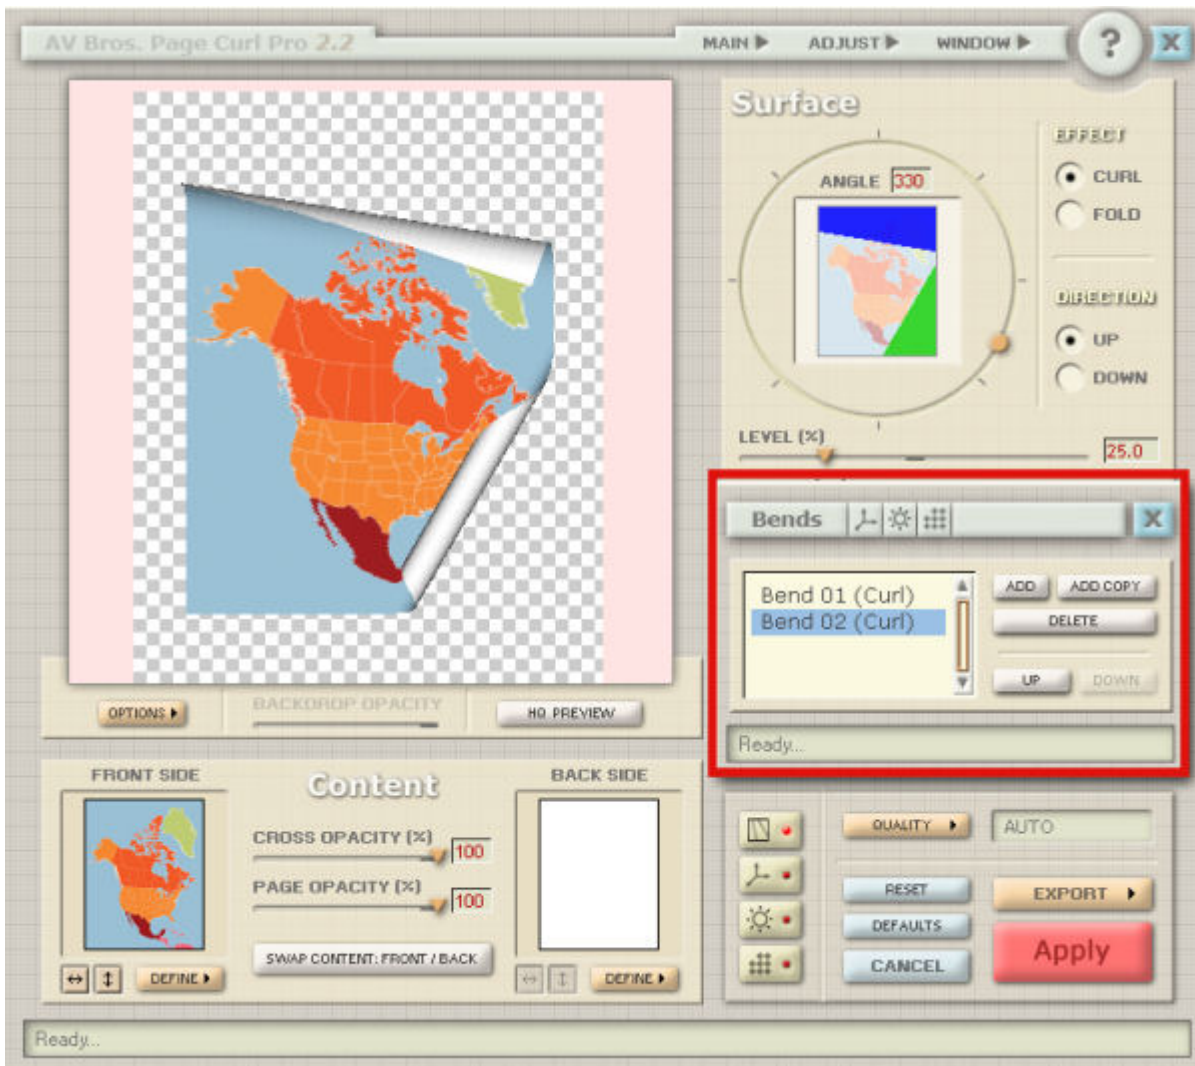 AV Bros. Page Curl Pro 2.2
MAIN ADJUST WINDOW ? X
Surface
ANGLE 330
EFFECT
CURL
FOLD
DIRECTION
UP
DOWN
LEVEL (%)
25.0
Bends X
Bend 01 (Curl)
Bend 02 (Curl)
ADD ADD COPY
DELETE
UP DOWN
Ready...
OPTIONS BACKDROP OPACITY HQ PREVIEW
FRONT SIDE Content BACK SIDE
CROSS OPACITY (%) 100
PAGE OPACITY (%) 100
SWAP CONTENT: FRONT / BACK
DEFINE DEFINE
QUALITY AUTO
RESET EXPORT
DEFAULTS
CANCEL Apply
Ready...